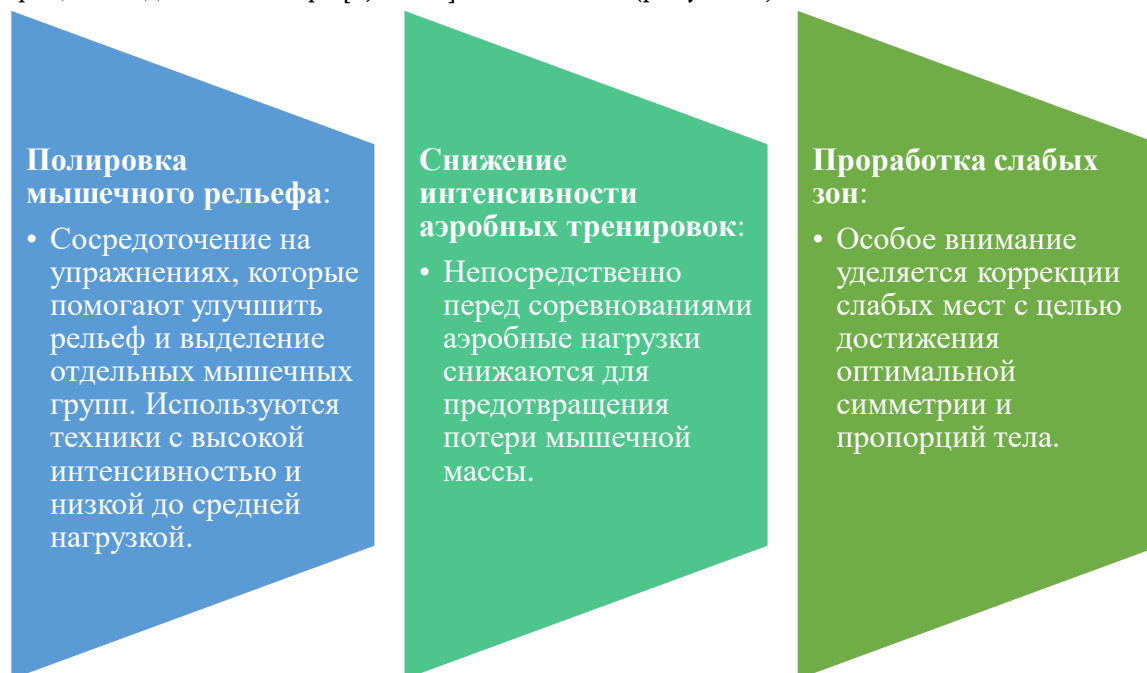 Полировка
мышечного рельефа:
• Сосредоточение на
упражнениях, которые
помогают улучшить
рельеф и выделение
отдельных мышечных
групп. Используются
техники с высокой
интенсивностью и
низкой до средней
нагрузкой.
Снижение
интенсивности
аэробных тренировок:
• Непосредственно
перед соревнованиями
аэробные нагрузки
снижаются для
предотвращения
потери мышечной
массы.
Проработка слабых
зон:
• Особое внимание
уделяется коррекции
слабых мест с целью
достижения
оптимальной
симметрии и
пропорций тела.